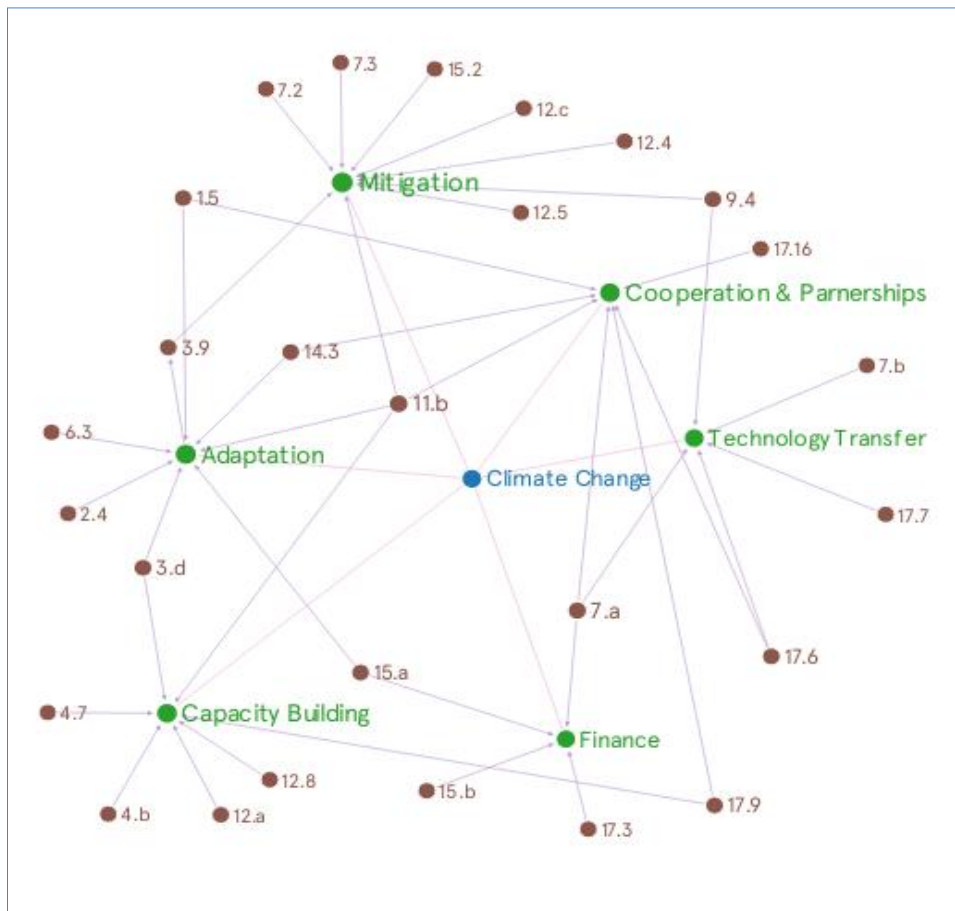 7.3
15.2
7.2
12.c
12.4
Mitigation
1.5
9.4
12.5
17.16
Cooperation & Parnerships
3.9
14.3
7.b
11.b
6.3
Technology Transfer
Adaptation
Climate Change
2.4
17.7
3.d
7.a
17.6
15.a
4.7
Capacity Building
Finance
12.8
15.b
17.9
4.b
12.a
17.3